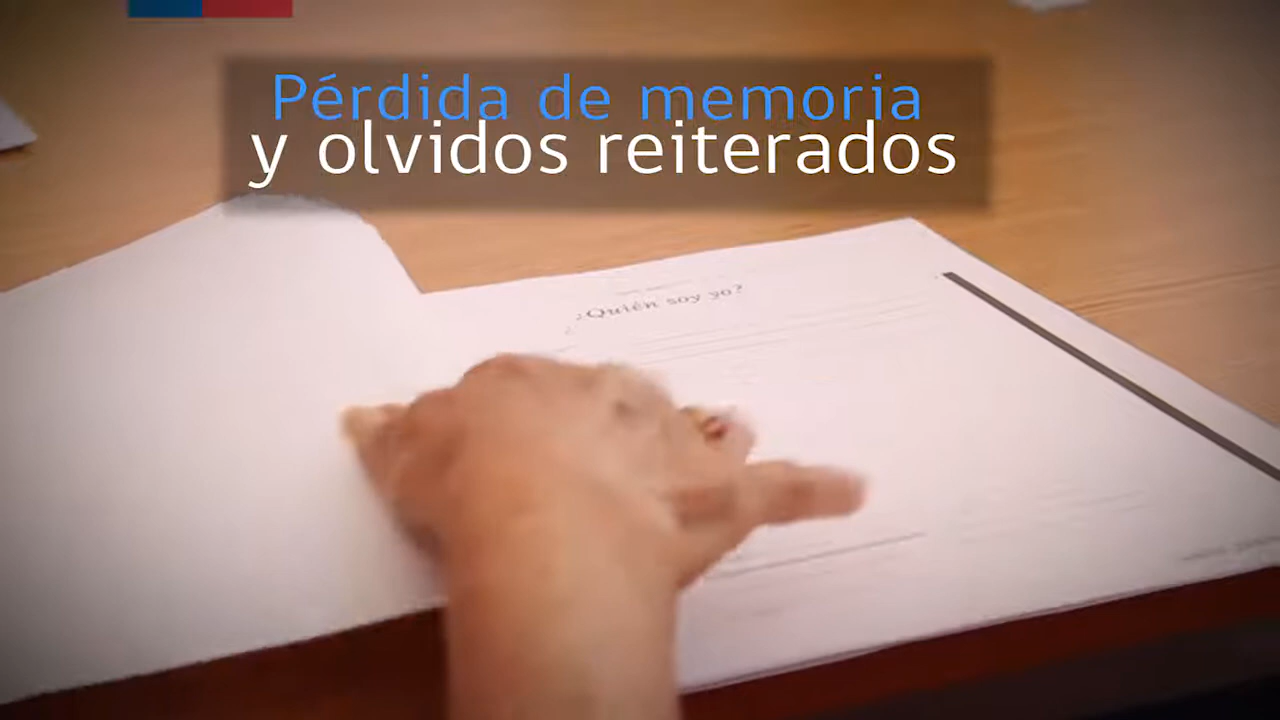 Pérdida de memoria
y olvidos reiterados
¿Quién soy yo?